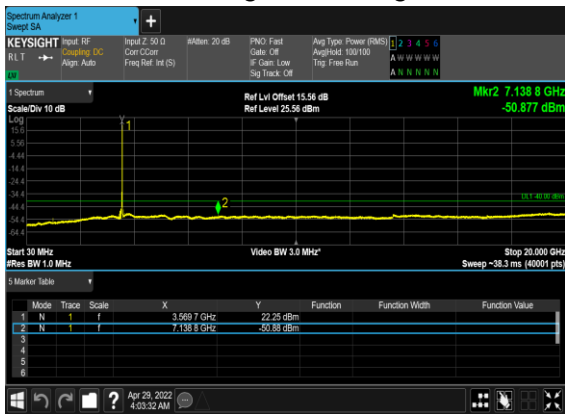 Spectrum Analyzer 1
Swept SA
+
KEYSIGHT Input: RF Input Z: 50 Ω #Atten: 20 dB PNO: Fast Avg Type: Power (RMS) 1 2 3 4 5 6
RLT Coupling: DC Corr CCorr Gate: Off Avg|Hold: 100/100 A W W W W W
Align: Auto Freq Ref: Int (S) IF Gain: Low Trig: Free Run
Sig Track: Off A N N N N N
1 Spectrum Ref Lvl Offset 15.56 dB Mkr2 7.138 8 GHz
Scale/Div 10 dB Ref Level 25.56 dBm -50.877 dBm
Log
1
15.6
5.56
-4.44
-14.4
-24.4
DL1 -40.00 dBm
-34.4
2
-44.4
-54.4
-64.4
Start 30 MHz Video BW 3.0 MHz* Stop 20.000 GHz
#Res BW 1.0 MHz Sweep ~38.3 ms (40001 pts)
5 Marker Table
Mode Trace Scale X Y Function Function Width Function Value
1 N 1 f 3.569 7 GHz 22.25 dBm
2 N 1 f 7.138 8 GHz -50.88 dBm
3
4
5
6
? Apr 29, 2022
4:03:32 AM